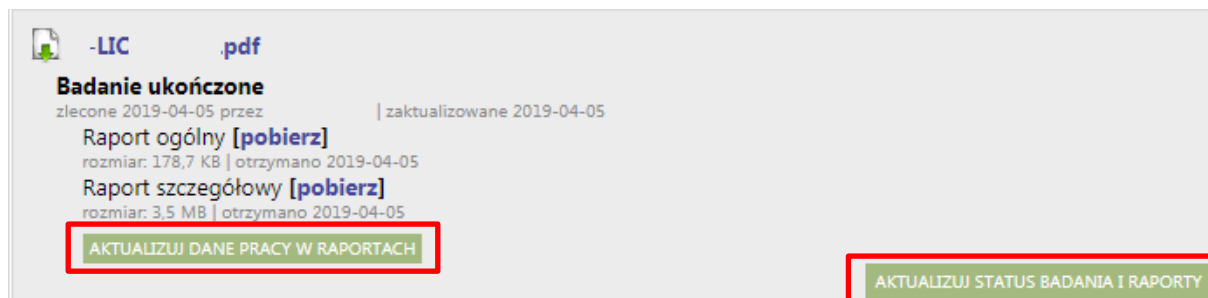 -LIC .pdf
Badanie ukończone
zlecone 2019-04-05 przez | zaktualizowane 2019-04-05
Raport ogólny [pobierz]
rozmiar: 178,7 KB | otrzymano 2019-04-05
Raport szczegółowy [pobierz]
rozmiar: 3,5 MB | otrzymano 2019-04-05
AKTUALIZUJ DANE PRACY W RAPORTACH
AKTUALIZUJ STATUS BADANIA I RAPORTY